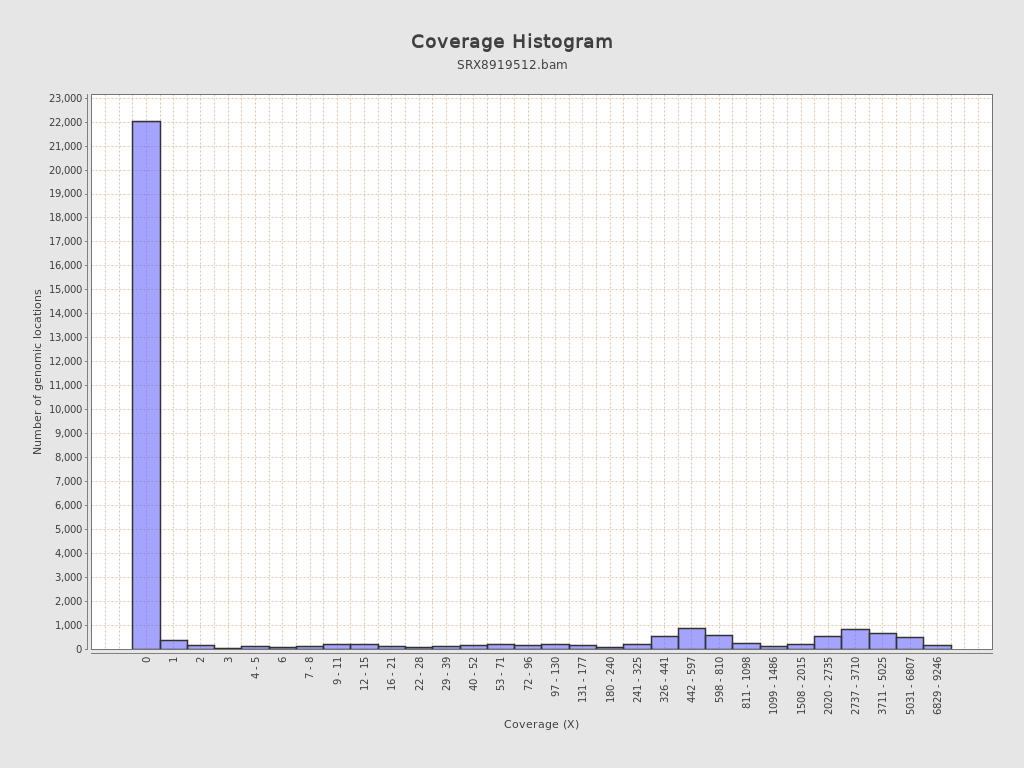 Coverage Histogram
SRX8919512.bam
23,000
22,000
21,000
20,000
19,000
18,000
17,000
16,000
15,000
14,000
13,000
12,000
11,000
10,000
9,000
8,000
7,000
6,000
5,000
4,000
3,000
2,000
1,000
0
Number of genomic locations
0
1
2
3
4 - 5
6
7 - 8
9 - 11
12 - 15
16 - 21
22 - 28
29 - 39
40 - 52
53 - 71
72 - 96
97 - 130
131 - 177
180 - 240
241 - 325
326 - 441
442 - 597
598 - 810
811 - 1098
1099 - 1486
1508 - 2015
2020 - 2735
2737 - 3710
3711 - 5025
5031 - 6807
6829 - 9246
Coverage (X)